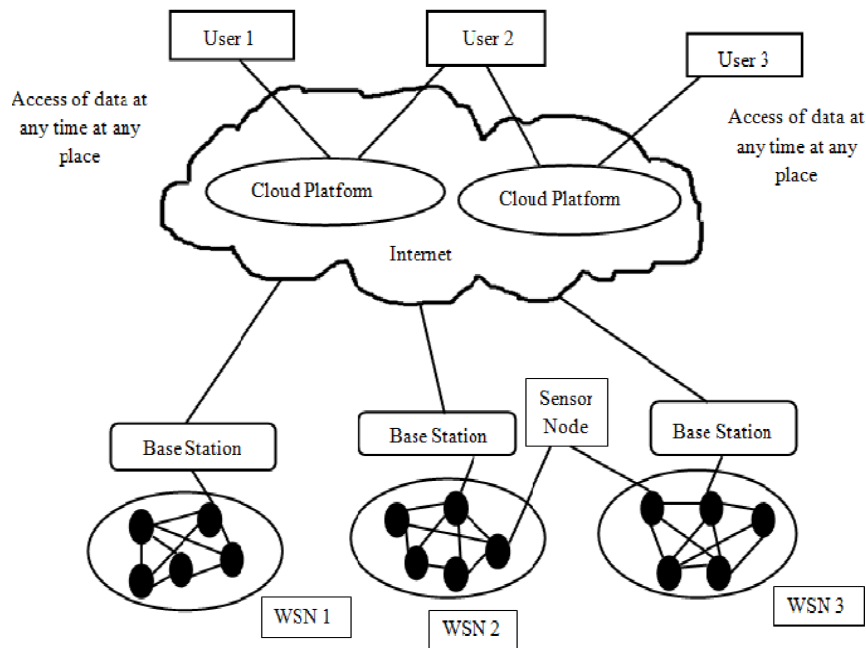 User 1
User 2
User 3
Access of data at
any time at any
place
Access of data at
any time at any
place
Cloud Platform
Cloud Platform
Internet
Sensor
Node
Base Station
Base Station
Base Station
WSN 1
WSN 2
WSN 3